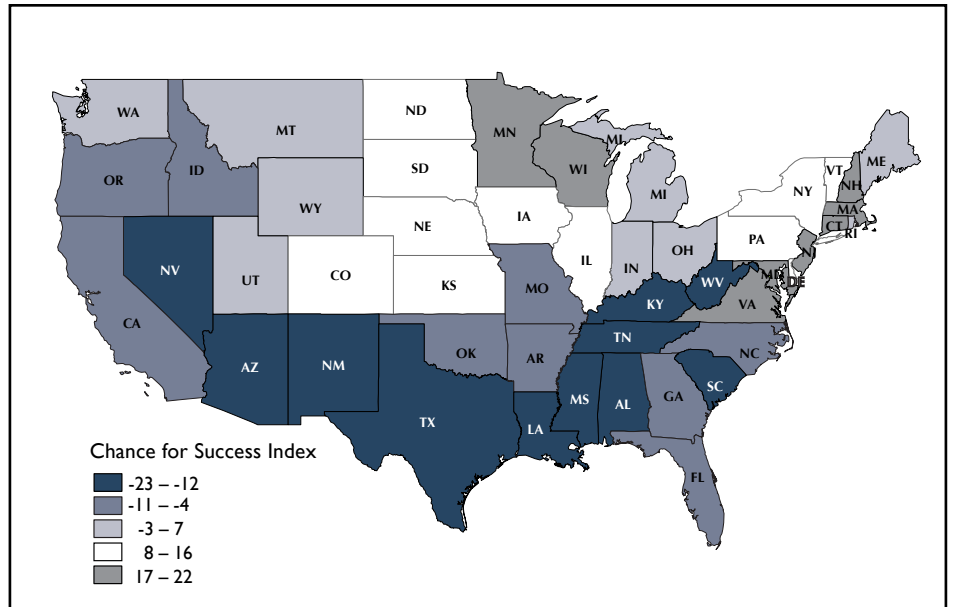 WA
MT
ND
MN
OR
ID
SD
WI
MI
MI
ME
VT
NH
NY
MA
CT
RI
WY
NE
IA
PA
NJ
NV
UT
CO
KS
IL
IN
OH
WV
MD
DE
VA
CA
MO
KY
AZ
NM
OK
AR
TN
NC
SC
TX
LA
MS
AL
GA
FL
Chance for Success Index
-23 – -12
-11 – -4
-3 – 7
8 – 16
17 – 22